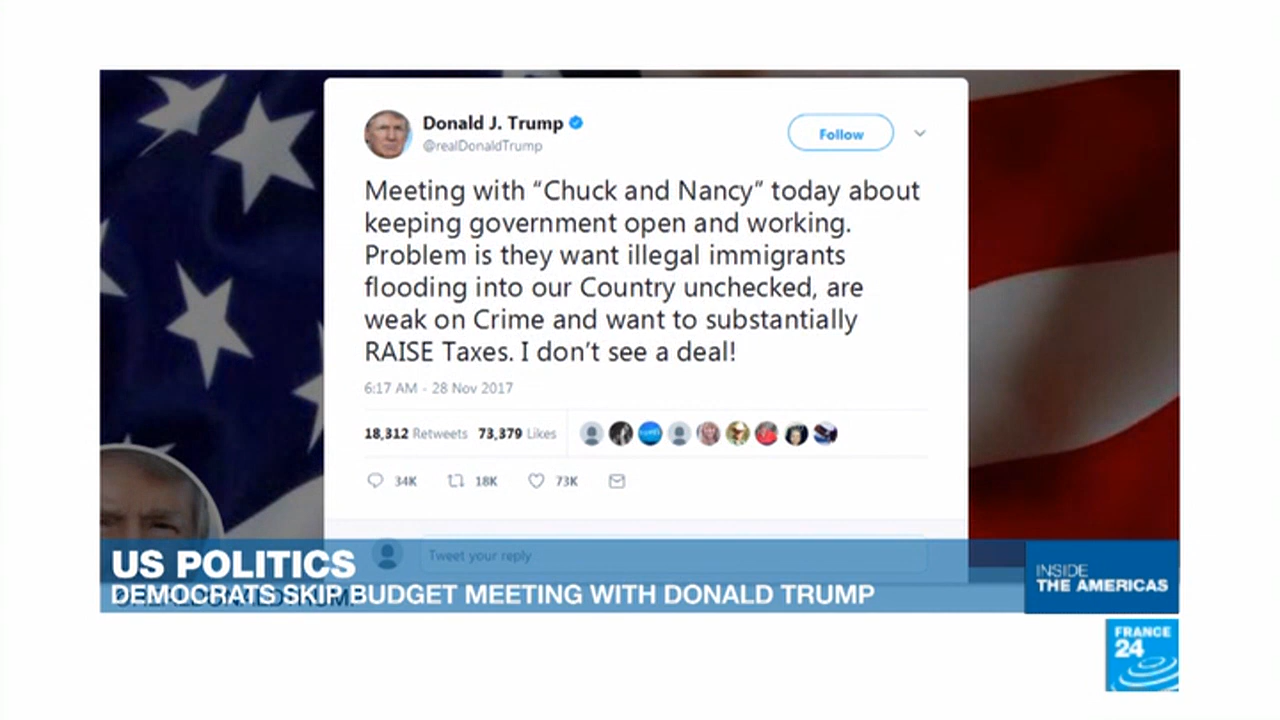 Donald J. Trump
@realDonaldTrump
Follow
Meeting with “Chuck and Nancy” today about
keeping government open and working.
Problem is they want illegal immigrants
flooding into our Country unchecked, are
weak on Crime and want to substantially
RAISE Taxes. I don’t see a deal!
6:17 AM - 28 Nov 2017
18,312 Retweets 73,379 Likes
34K 18K 73K
Tweet your reply
US POLITICS
DEMOCRATS SKIP BUDGET MEETING WITH DONALD TRUMP
INSIDE
THE AMERICAS
FRANCE
24